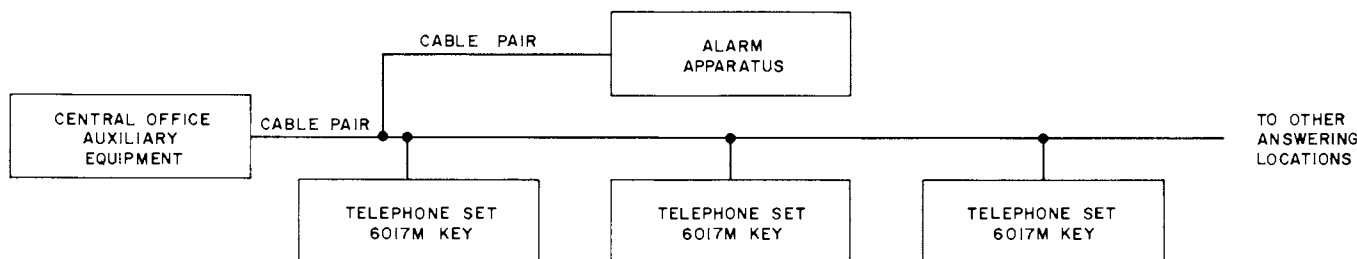 CABLE PAIR
ALARM
APPARATUS
CENTRAL OFFICE
AUXILIARY
EQUIPMENT
CABLE PAIR
TO OTHER
ANSWERING
LOCATIONS
TELEPHONE SET
6017M KEY
TELEPHONE SET
6017M KEY
TELEPHONE SET
6017M KEY